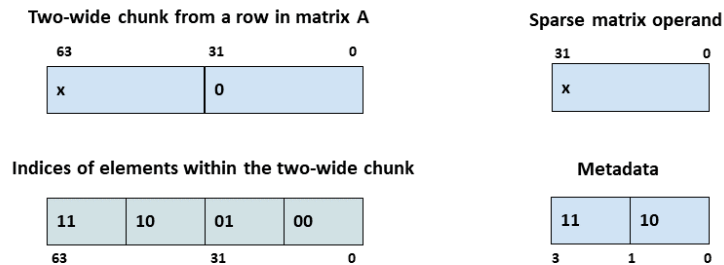 Two-wide chunk from a row in matrix A
63 31 0
x 0
Sparse matrix operand
31 0
x
Indices of elements within the two-wide chunk
11 10 01 00
63 31 0
Metadata
11 10
3 1 0